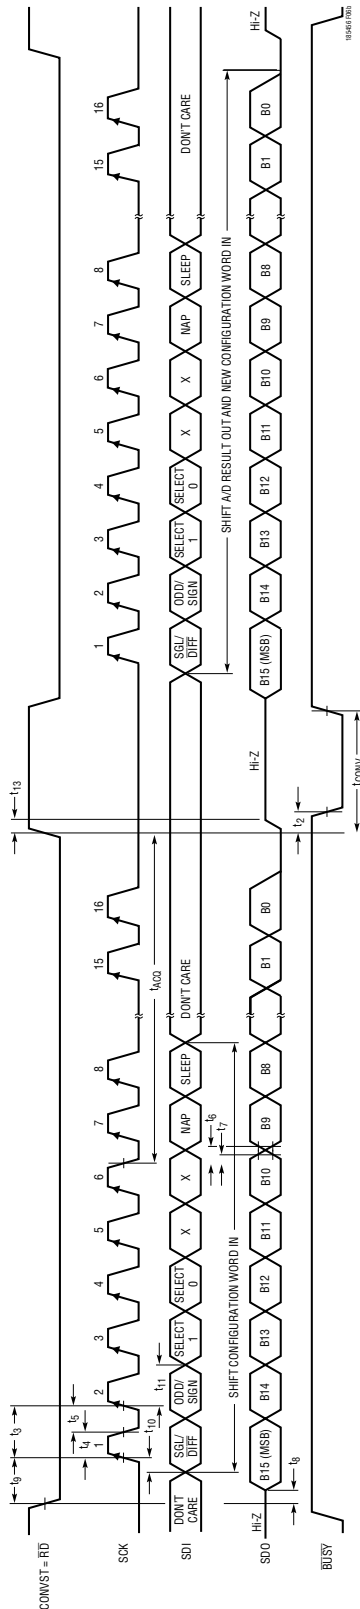 CONVST = R̅D̅
t9
t3
t13
SCK
1 2 3 4 5 6 7 8 15 16
1 2 3 4 5 6 7 8 15 16
t4
t5
tACQ
t10
t11
SDI
DON'T CARE
SGL/D̅I̅F̅F̅
ODD/SIGN
SELECT 1
SELECT 0
X
X
NAP
SLEEP
DON'T CARE
SGL/D̅I̅F̅F̅
ODD/SIGN
SELECT 1
SELECT 0
X
X
NAP
SLEEP
DON'T CARE
SHIFT CONFIGURATION WORD IN
t6
t7
SHIFT A/D RESULT OUT AND NEW CONFIGURATION WORD IN
SDO
Hi-Z
B15 (MSB) B14 B13 B12 B11 B10 B9 B8 B1 B0
Hi-Z
B15 (MSB) B14 B13 B12 B11 B10 B9 B8 B1 B0
Hi-Z
t8
t2
B̅U̅S̅Y̅
tCONV
185456 F06b